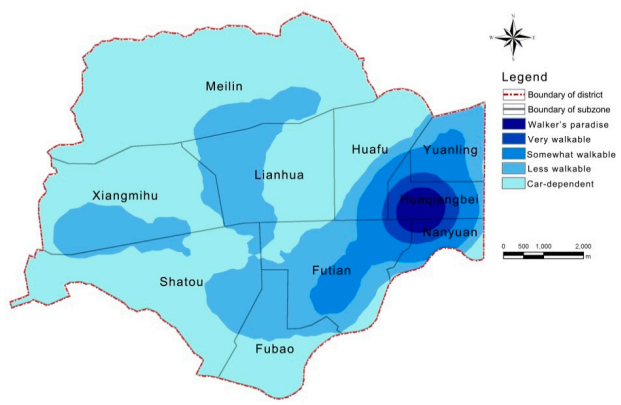 N
W
E
S
Meilin
Legend
Boundary of district
Boundary of subzone
Walker's paradise
Very walkable
Somewhat walkable
Less walkable
Car-dependent
Huafu
Yuanling
Lianhua
Xiangmihu
Huaqiangbei
Nanyuan
0 500 1,000 2,000
m
Futian
Shatou
Fubao